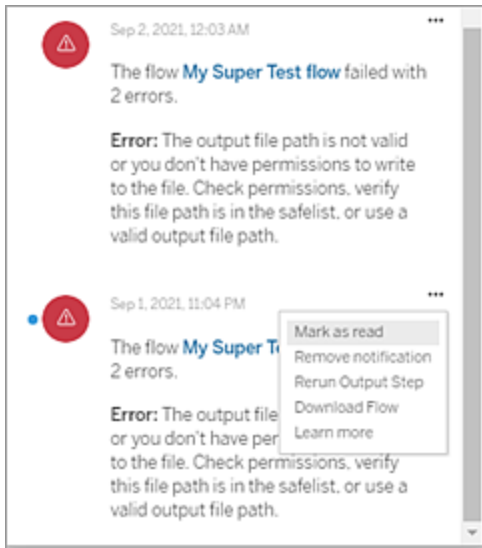 Sep 2, 2021, 12:03 AM
The flow My Super Test flow failed with
2 errors.
Error: The output file path is not valid
or you don't have permissions to write
to the file. Check permissions, verify
this file path is in the safelist, or use a
valid output file path.
Sep 1, 2021, 11:04 PM
The flow My Super
2 errors.
Error: The output file
or you don't have
to the file. Check permissions, verify
this file path is in the safelist, or use a
valid output file path.
Mark as read
Remove notification
Rerun Output Step
Download Flow
Learn more